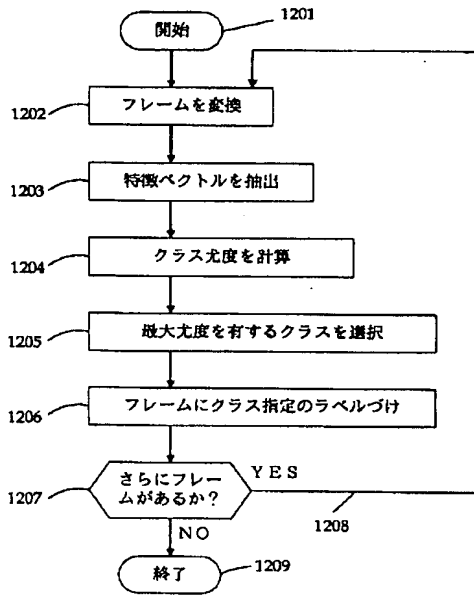 開始
1201
フレームを変換
1202
特徴ベクトルを抽出
1203
クラス尤度を計算
1204
最大尤度を有するクラスを選択
1205
フレームにクラス指定のラベルづけ
1206
さらにフレー
ムがあるか?
YES
1207
1208
NO
終了
1209